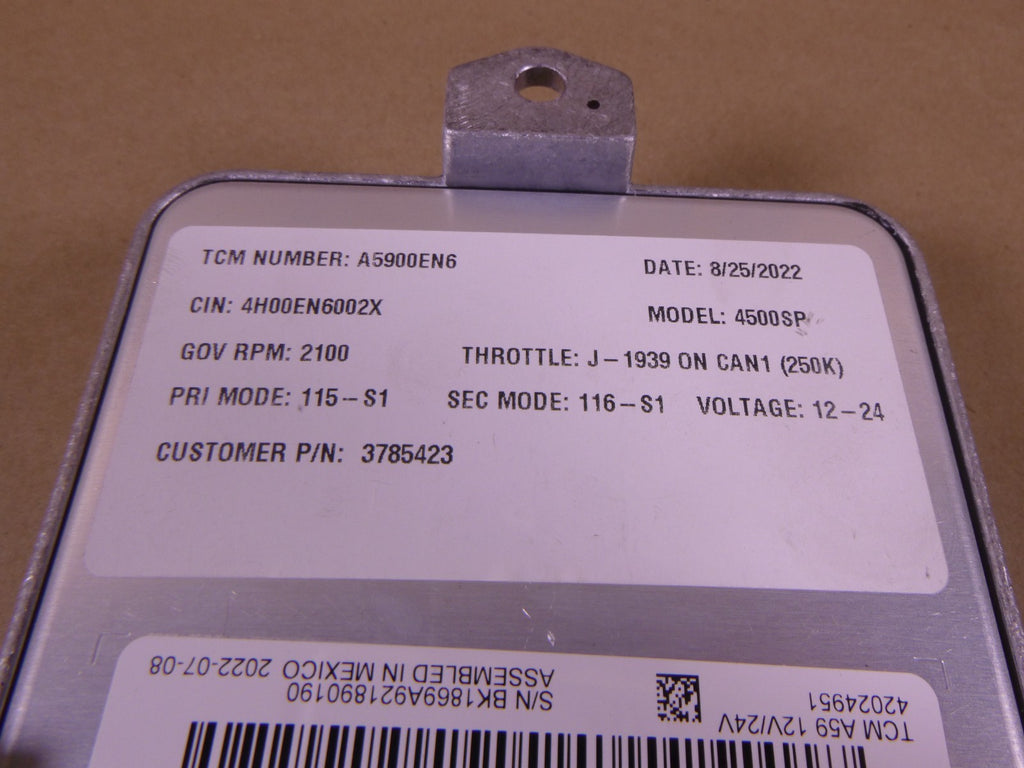 TCM NUMBER: A5900EN6 DATE: 8/25/2022
CIN: 4H00EN6002X MODEL: 4500SP
GOV RPM: 2100 THROTTLE: J-1939 ON CAN1 (250K)
PRI MODE: 115-S1 SEC MODE: 116-S1 VOLTAGE: 12-24
CUSTOMER P/N: 3785423
TCM A59 12V/24V
42024951
S/N BK1869A921890190
ASSEMBLED IN MEXICO 2022-07-08